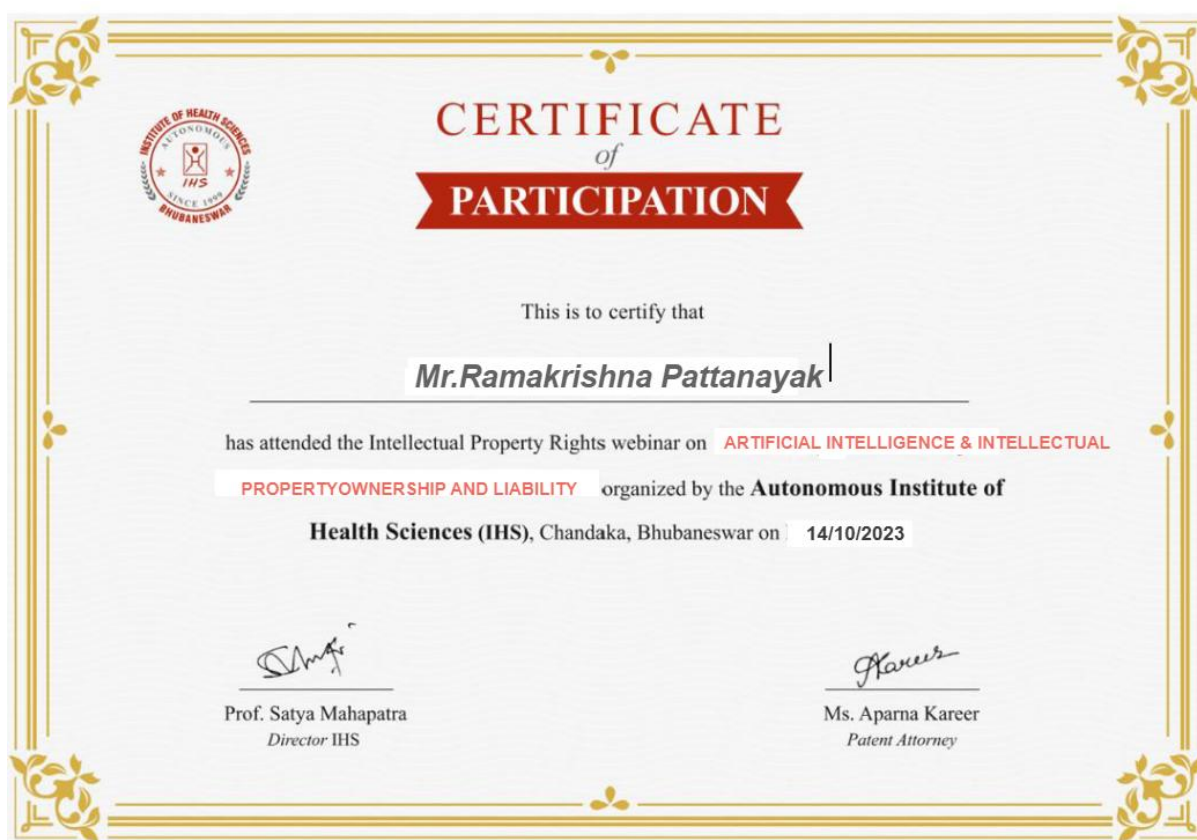 INSTITUTE OF HEALTH SCIENCES
AUTONOMOUS
IHS
SINCE 1999
BHUBANESWAR
CERTIFICATE
of
PARTICIPATION
This is to certify that
Mr.Ramakrishna Pattanayak
has attended the Intellectual Property Rights webinar on ARTIFICIAL INTELLIGENCE & INTELLECTUAL
PROPERTYOWNERSHIP AND LIABILITY organized by the Autonomous Institute of
Health Sciences (IHS), Chandaka, Bhubaneswar on 14/10/2023
Prof. Satya Mahapatra
Director IHS
Kareer
Ms. Aparna Kareer
Patent Attorney